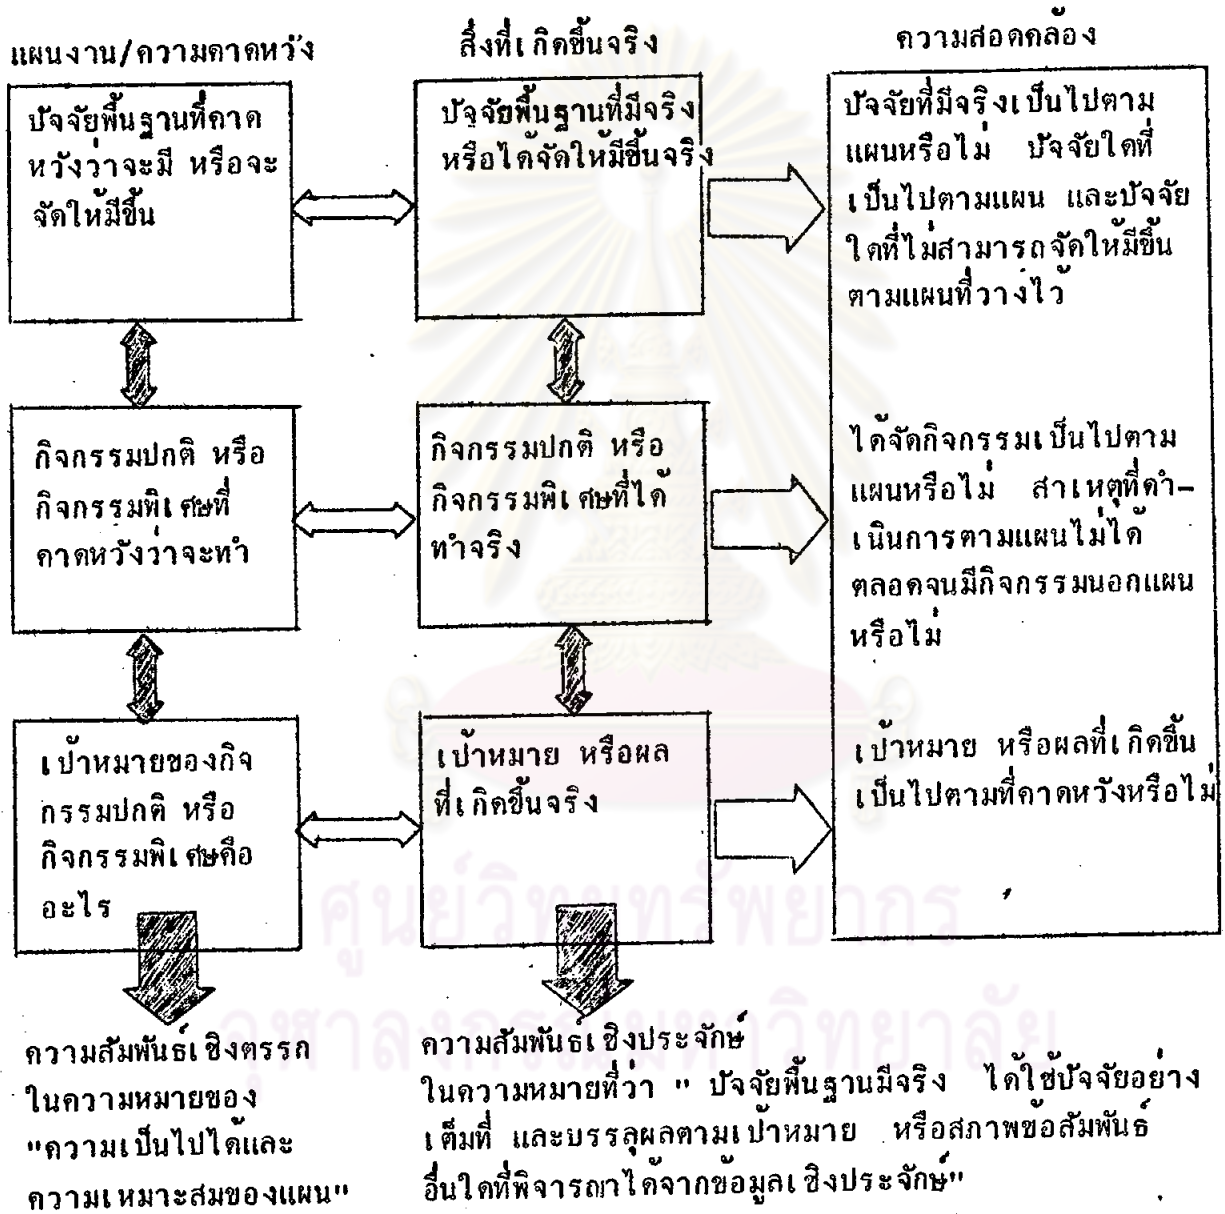 แผนงาน/ความคาดหวัง
สิ่งที่เกิดขึ้นจริง
ความสอดคล้อง
ปัจจัยพื้นฐานที่คาด
หวังว่าจะมี หรือจะ
จัดให้มีขึ้น
ปัจจัยพื้นฐานที่มีจริง
หรือได้จัดให้มีขึ้นจริง
ปัจจัยที่มีจริงเป็นไปตาม
แผนหรือไม่ ปัจจัยใดที่
เป็นไปตามแผน และปัจจัย
ใดที่ไม่สามารถจัดให้มีขึ้น
ตามแผนที่วางไว้
กิจกรรมปกติ หรือ
กิจกรรมพิเศษที่
คาดหวังว่าจะทำ
กิจกรรมปกติ หรือ
กิจกรรมพิเศษที่ได้
ทำจริง
ได้จัดกิจกรรมเป็นไปตาม
แผนหรือไม่ สาเหตุที่ดำ-
เนินการตามแผนไม่ได้
ตลอดจนมีกิจกรรมนอกแผน
หรือไม่
เป้าหมายของกิจ
กรรมปกติ หรือ
กิจกรรมพิเศษคือ
อะไร
เป้าหมาย หรือผล
ที่เกิดขึ้นจริง
เป้าหมาย หรือผลที่เกิดขึ้น
เป็นไปตามที่คาดหวังหรือไม่
ศูนย์วิทยทรัพยากร
จุฬาลงกรณ์มหาวิทยาลัย
ความสัมพันธ์เชิงตรรก
ในความหมายของ
"ความเป็นไปได้และ
ความเหมาะสมของแผน"
ความสัมพันธ์เชิงประจักษ์
ในความหมายที่ว่า " ปัจจัยพื้นฐานมีจริง ได้ใช้ปัจจัยอย่าง
เต็มที่ และบรรลุผลตามเป้าหมาย หรือสภาพข้อสัมพันธ์
อื่นใดที่พิจารณาได้จากข้อมูลเชิงประจักษ์"